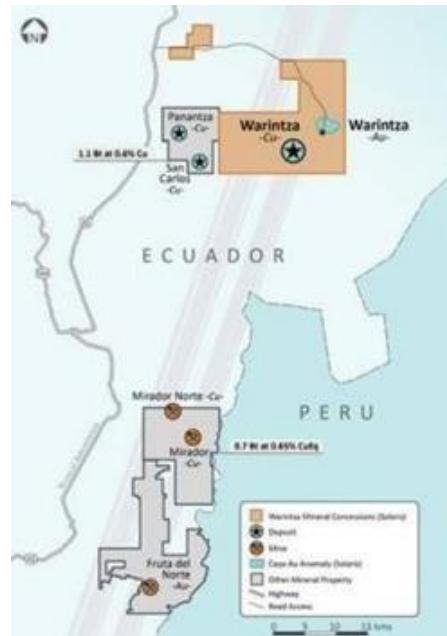 N
Panantza
-Cu-
Warintza
-Cu-
Warintza
-Au-
1.1 Bt at 0.6% Cu
San
Carlos
-Cu-
ECUADOR
PERU
Mirador Norte -Cu-
Mirador
-Cu-
0.7 Bt at 0.65% CuEq
Fruta del
Norte
-Au-
Warintza Mineral Concessions (Solaris)
Deposit
Mine
Au Anomaly (Solaris)
Other Mineral Property
Highway
Road Access
0 5 10 15 kms